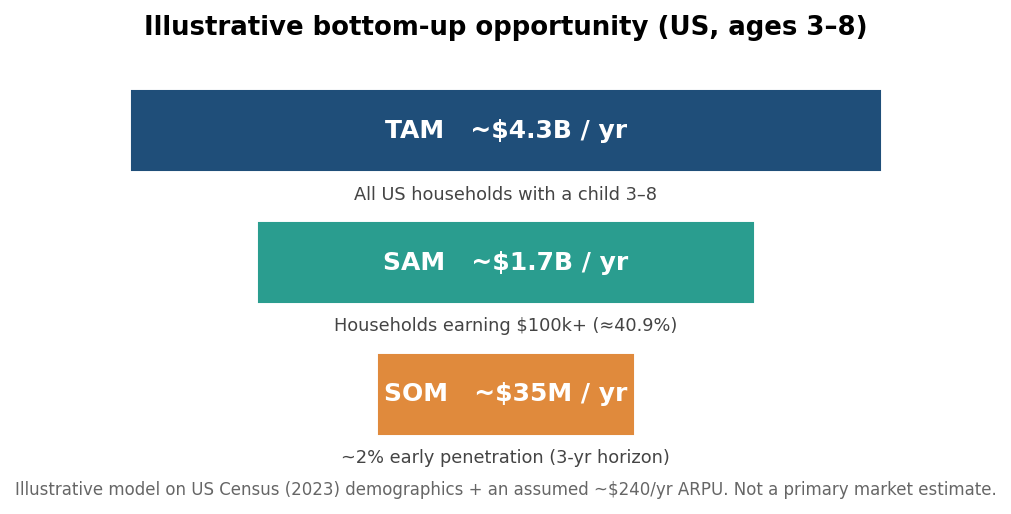 Illustrative bottom-up opportunity (US, ages 3–8)
TAM ~$4.3B / yr
All US households with a child 3–8
SAM ~$1.7B / yr
Households earning $100k+ (≈40.9%)
SOM ~$35M / yr
~2% early penetration (3-yr horizon)
Illustrative model on US Census (2023) demographics + an assumed ~$240/yr ARPU. Not a primary market estimate.